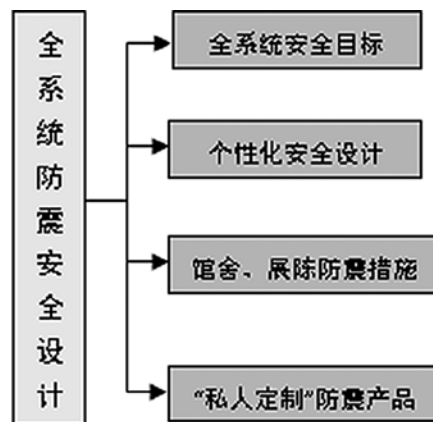 全系统防震安全设计
全系统安全目标
个性化安全设计
馆舍、展陈防震措施
“私人定制”防震产品